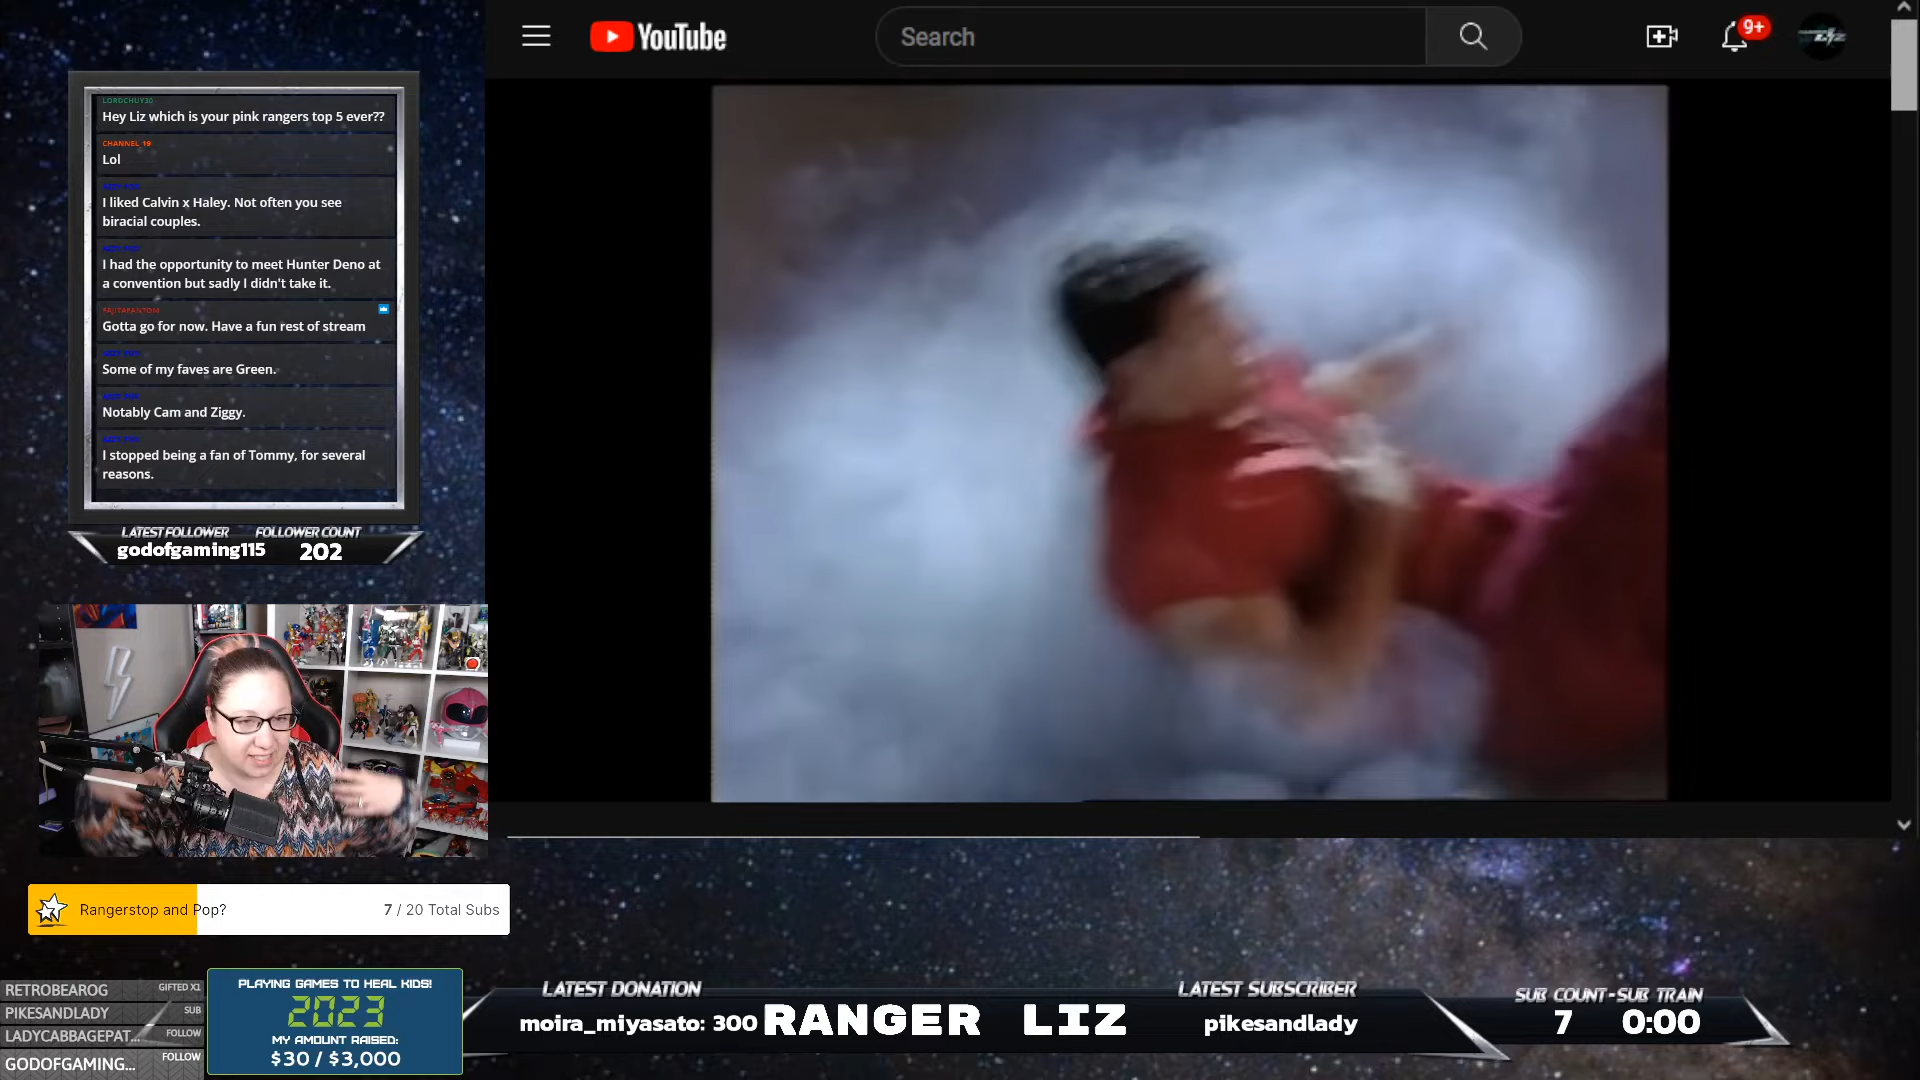 YouTube
Search
9+
LORDCHUY30
Hey Liz which is your pink rangers top 5 ever??
CHANNEL_19
Lol
I liked Calvin x Haley. Not often you see
biracial couples.
I had the opportunity to meet Hunter Deno at
a convention but sadly I didn't take it.
Gotta go for now. Have a fun rest of stream
Some of my faves are Green.
Notably Cam and Ziggy.
I stopped being a fan of Tommy, for several
reasons.
LATEST FOLLOWER FOLLOWER COUNT
godofgaming115 202
Rangerstop and Pop? 7 / 20 Total Subs
RETROBEAROG GIFTED X1
PIKESANDLADY SUB
LADYCABBAGEPAT... FOLLOW
GODOFGAMING... FOLLOW
PLAYING GAMES TO HEAL KIDS!
2023
MY AMOUNT RAISED:
$30 / $3,000
LATEST DONATION
moira_miyasato: 300
RANGER LIZ
LATEST SUBSCRIBER
pikesandlady
SUB COUNT-SUB TRAIN
7 0:00